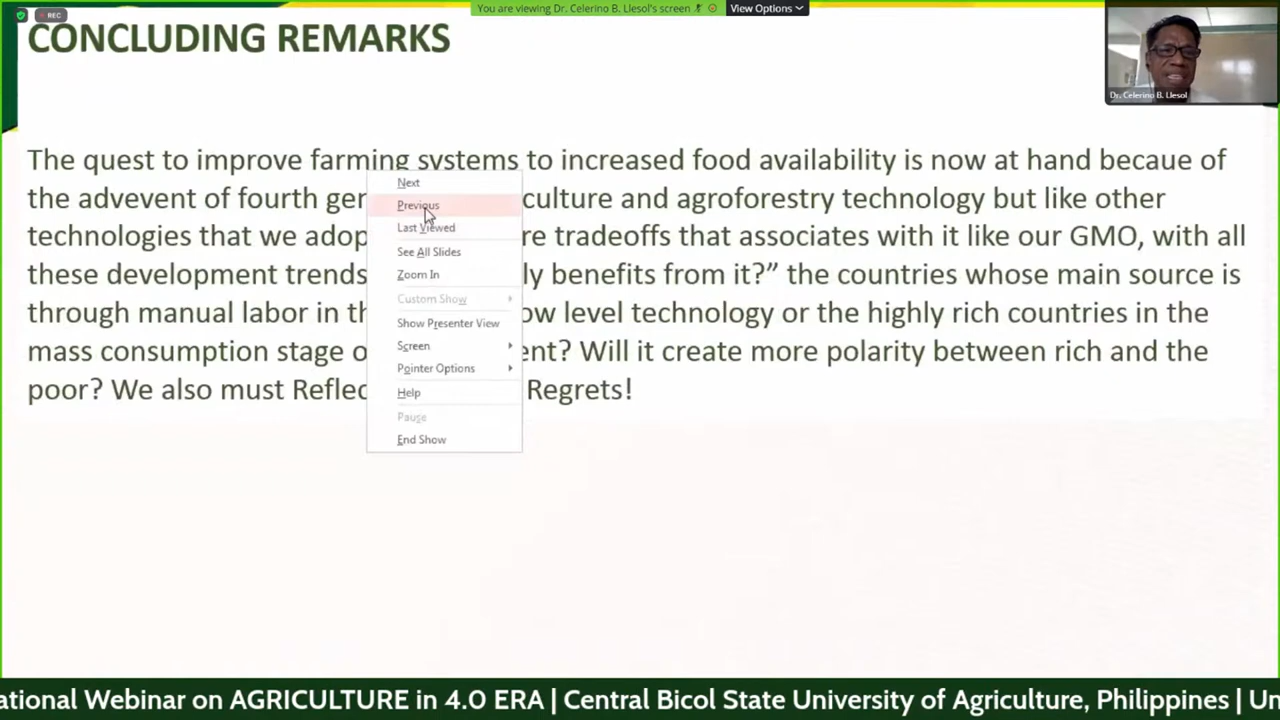 REC
You are viewing Dr. Celerino B. Llesol's screen
View Options
CONCLUDING REMARKS
Dr. Celerino B. Llesol
The quest to improve farming systems to increased food availability is now at hand becaue of
the advevent of fourth gen culture and agroforestry technology but like other
technologies that we adop re tradeoffs that associates with it like our GMO, with all
these development trends ly benefits from it?” the countries whose main source is
through manual labor in th ow level technology or the highly rich countries in the
mass consumption stage o ent? Will it create more polarity between rich and the
poor? We also must Reflec Regrets!
Next
Previous
Last Viewed
See All Slides
Zoom In
Custom Show
Show Presenter View
Screen
Pointer Options
Help
Pause
End Show
ational Webinar on AGRICULTURE in 4.0 ERA | Central Bicol State University of Agriculture, Philippines | Un